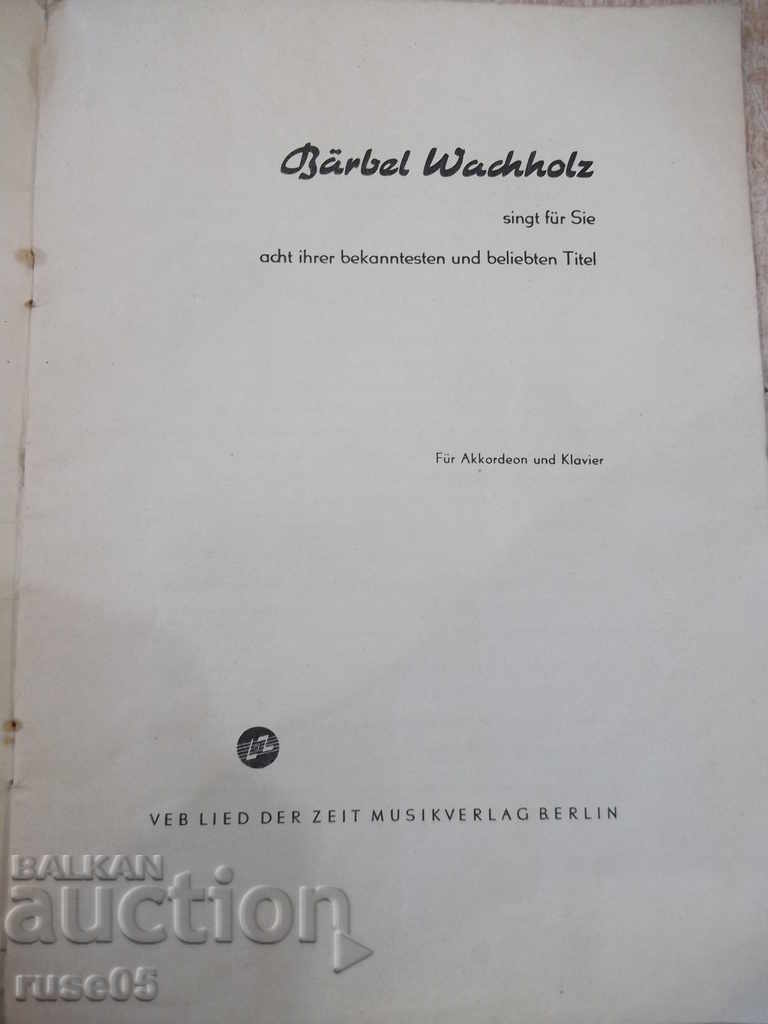 Bärbel Wachholz
singt für Sie
acht ihrer bekanntesten und beliebten Titel
Für Akkordeon und Klavier
LZ
VEB LIED DER ZEIT MUSIKVERLAG BERLIN
BALKAN
auction
ruse05